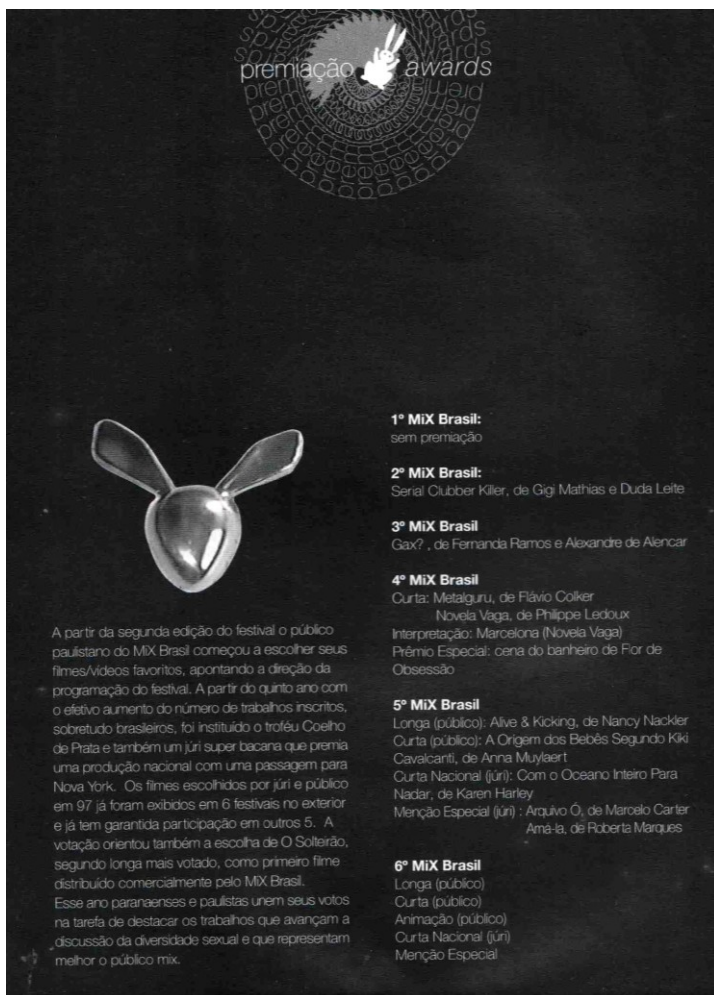 premiação awards
A partir da segunda edição do festival o público
paulistano do MiX Brasil começou a escolher seus
filmes/vídeos favoritos, apontando a direção da
programação do festival. A partir do quinto ano com
o efetivo aumento do número de trabalhos inscritos,
sobretudo brasileiros, foi instituído o troféu Coelho
de Prata e também um júri super bacana que premia
uma produção nacional com uma passagem para
Nova York. Os filmes escolhidos por júri e público
em 97 já foram exibidos em 6 festivais no exterior
e já tem garantida participação em outros 5. A
votação orientou também a escolha de O Solteirão,
segundo longa mais votado, como primeiro filme
distribuído comercialmente pelo MiX Brasil.
Esse ano paranaenses e paulistas unem seus votos
na tarefa de destacar os trabalhos que avançam a
discussão da diversidade sexual e que representam
melhor o público mix.
1º MiX Brasil:
sem premiação
2º MiX Brasil:
Serial Clubber Killer, de Gigi Mathias e Duda Leite
3º MiX Brasil
Gax? , de Fernanda Ramos e Alexandre de Alencar
4º MiX Brasil
Curta: Metalguru, de Flávio Colker
Novela Vaga, de Philippe Ledoux
Interpretação: Marcelona (Novela Vaga)
Prêmio Especial: cena do banheiro de Flor de
Obsessão
5º MiX Brasil
Longa (público): Alive & Kicking, de Nancy Nackler
Curta (público): A Origem dos Bebês Segundo Kiki
Cavalcanti, de Anna Muylaert
Curta Nacional (júri): Com o Oceano Inteiro Para
Nadar, de Karen Harley
Menção Especial (júri) : Arquivo Ó, de Marcelo Carter
Amá-la, de Roberta Marques
6º MiX Brasil
Longa (público)
Curta (público)
Animação (público)
Curta Nacional (júri)
Menção Especial